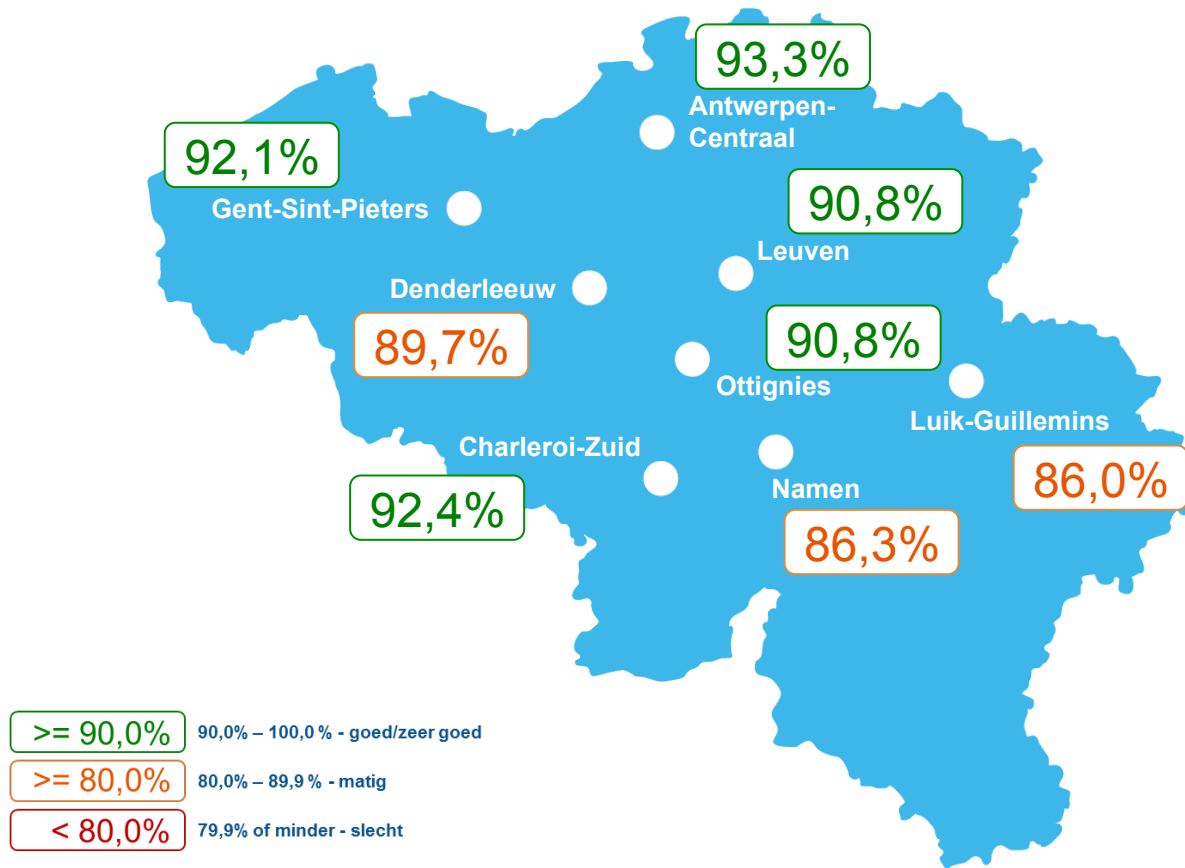 93,3%
Antwerpen-
Centraal
92,1%
Gent-Sint-Pieters
90,8%
Leuven
Denderleeuw
89,7%
90,8%
Ottignies
Luik-Guillemins
86,0%
Charleroi-Zuid
92,4%
Namen
86,3%
>= 90,0% 90,0% – 100,0 % - goed/zeer goed
>= 80,0% 80,0% – 89,9 % - matig
< 80,0% 79,9% of minder - slecht